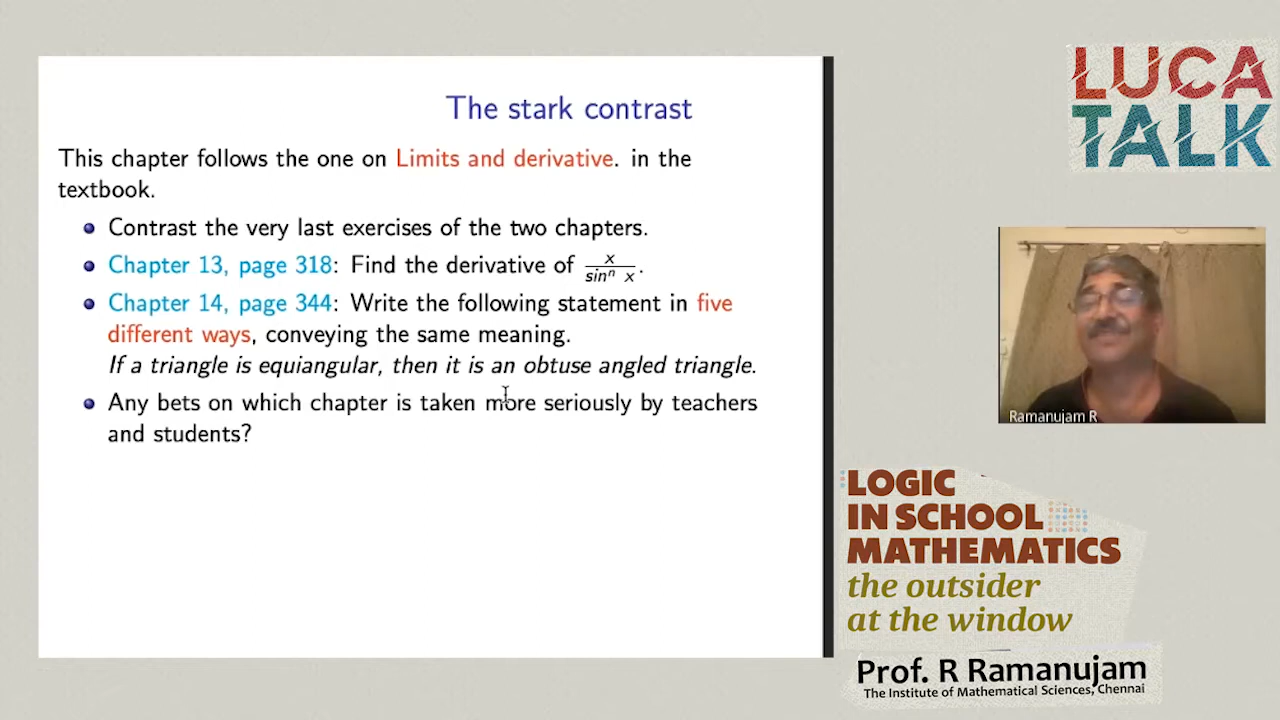 The stark contrast
This chapter follows the one on Limits and derivative. in the
textbook.
Contrast the very last exercises of the two chapters.
Chapter 13, page 318: Find the derivative of x/sinⁿ x.
Chapter 14, page 344: Write the following statement in five
different ways, conveying the same meaning.
If a triangle is equiangular, then it is an obtuse angled triangle.
Any bets on which chapter is taken more seriously by teachers
and students?
LUCA
TALK
Ramanujam R
LOGIC
IN SCHOOL
MATHEMATICS
the outsider
at the window
Prof. R Ramanujam
The Institute of Mathematical Sciences, Chennai